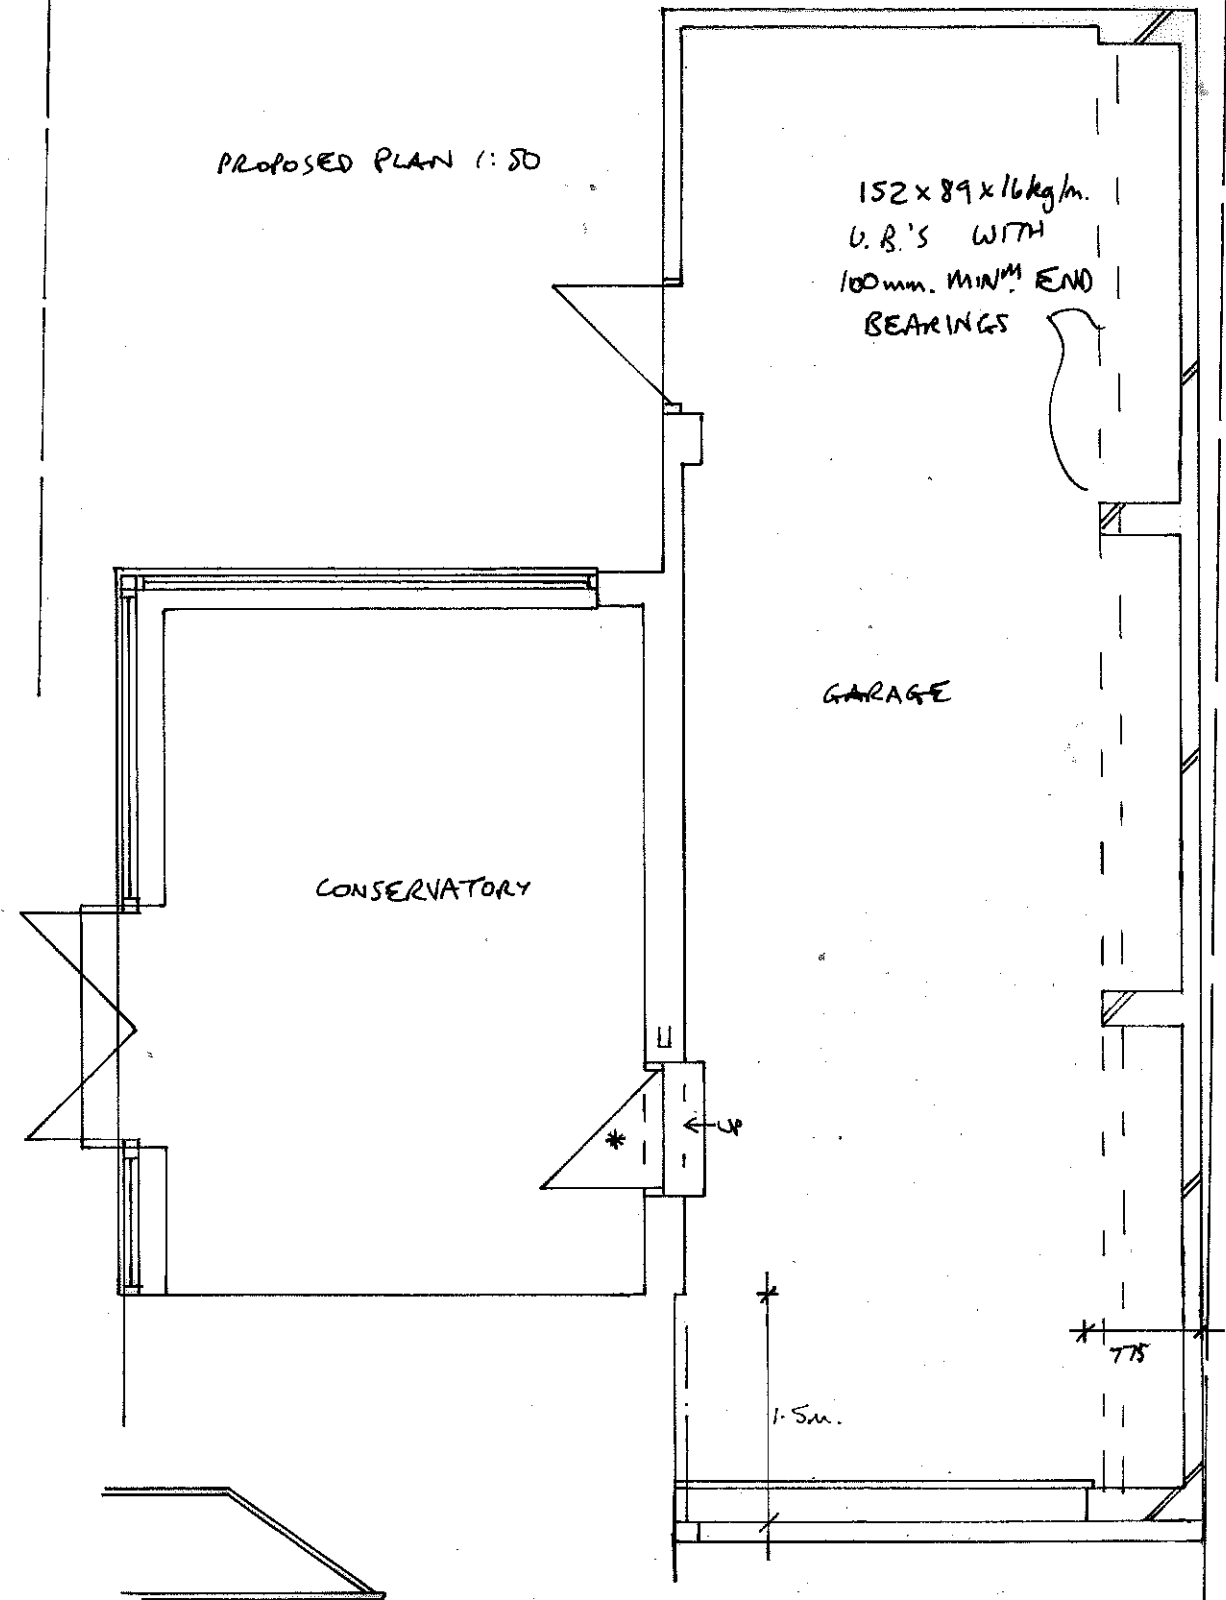 PROPOSED PLAN 1:50
152 x 89 x 16kg/m.
U.B.'S WITH
100mm. MINᴹ. END
BEARINGS
GARAGE
CONSERVATORY
*
UP
775
1.5m.